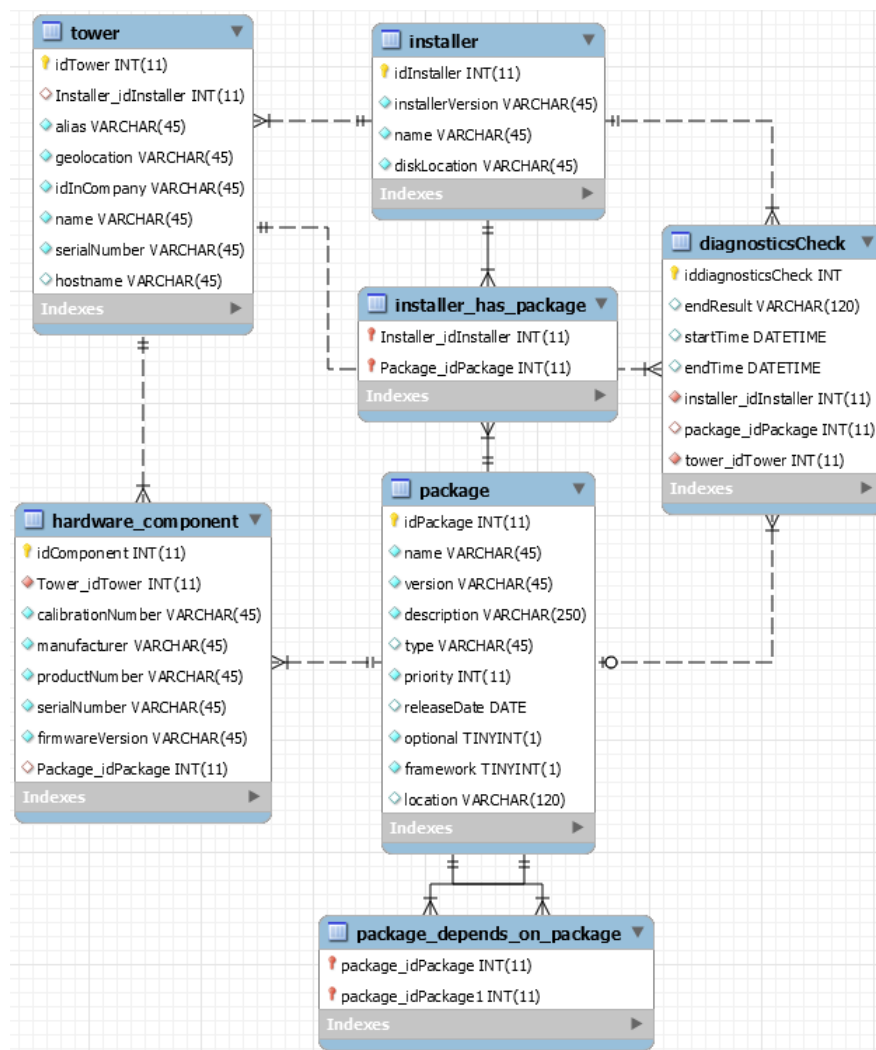 tower
idTower INT(11)
Installer_idInstaller INT(11)
alias VARCHAR(45)
geolocation VARCHAR(45)
idInCompany VARCHAR(45)
name VARCHAR(45)
serialNumber VARCHAR(45)
hostname VARCHAR(45)
Indexes
installer
idInstaller INT(11)
installerVersion VARCHAR(45)
name VARCHAR(45)
diskLocation VARCHAR(45)
Indexes
diagnosticsCheck
iddiagnosticsCheck INT
endResult VARCHAR(120)
startTime DATETIME
endTime DATETIME
installer_idInstaller INT(11)
package_idPackage INT(11)
tower_idTower INT(11)
Indexes
installer_has_package
Installer_idInstaller INT(11)
Package_idPackage INT(11)
Indexes
hardware_component
idComponent INT(11)
Tower_idTower INT(11)
calibrationNumber VARCHAR(45)
manufacturer VARCHAR(45)
productNumber VARCHAR(45)
serialNumber VARCHAR(45)
firmwareVersion VARCHAR(45)
Package_idPackage INT(11)
Indexes
package
idPackage INT(11)
name VARCHAR(45)
version VARCHAR(45)
description VARCHAR(250)
type VARCHAR(45)
priority INT(11)
releaseDate DATE
optional TINYINT(1)
framework TINYINT(1)
location VARCHAR(120)
Indexes
package_depends_on_package
package_idPackage INT(11)
package_idPackage1 INT(11)
Indexes